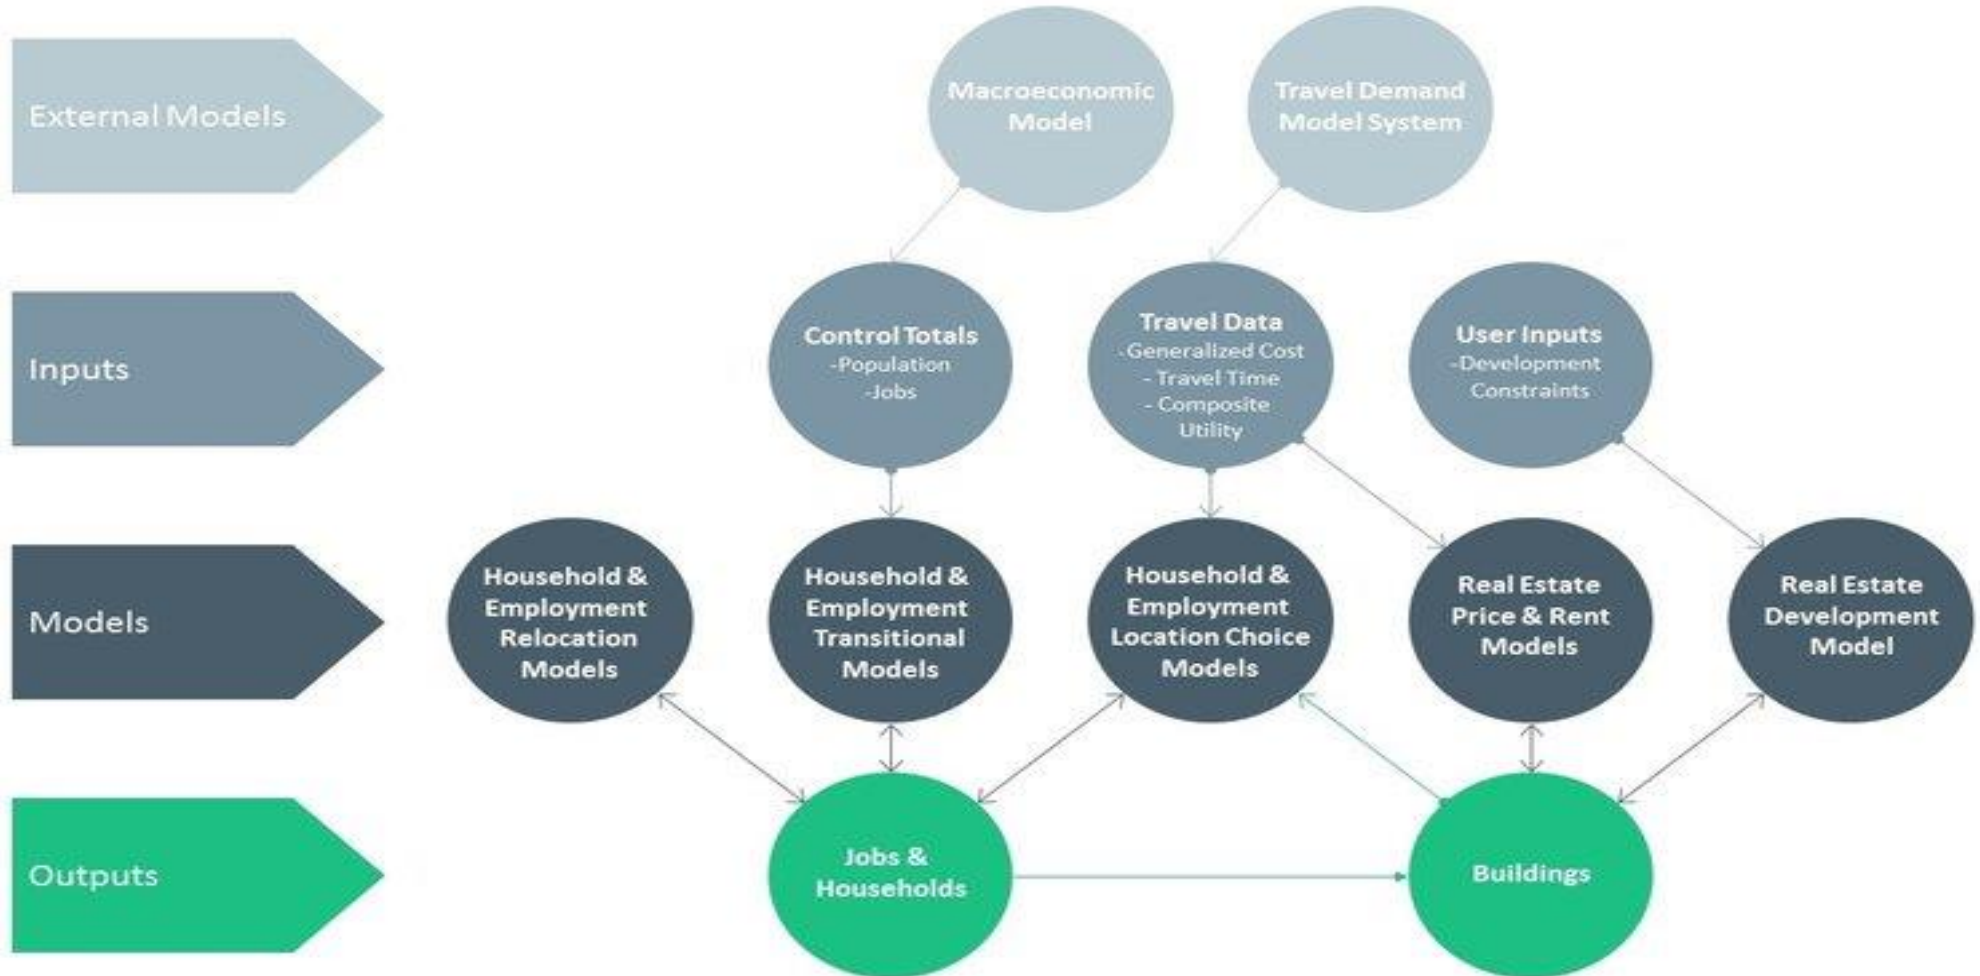 External Models
Macroeconomic
Model
Travel Demand
Model System
Inputs
Control Totals
-Population
-Jobs
Travel Data
-Generalized Cost
- Travel Time
- Composite
Utility
User Inputs
-Development
Constraints
Models
Household &
Employment
Relocation
Models
Household &
Employment
Transitional
Models
Household &
Employment
Location Choice
Models
Real Estate
Price & Rent
Models
Real Estate
Development
Model
Outputs
Jobs &
Households
Buildings